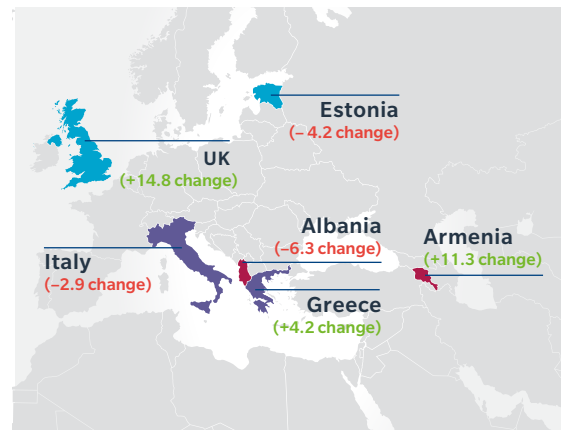 Estonia
(– 4.2 change)
UK
(+14.8 change)
Albania
(–6.3 change)
Armenia
(+11.3 change)
Italy
(–2.9 change)
Greece
(+4.2 change)